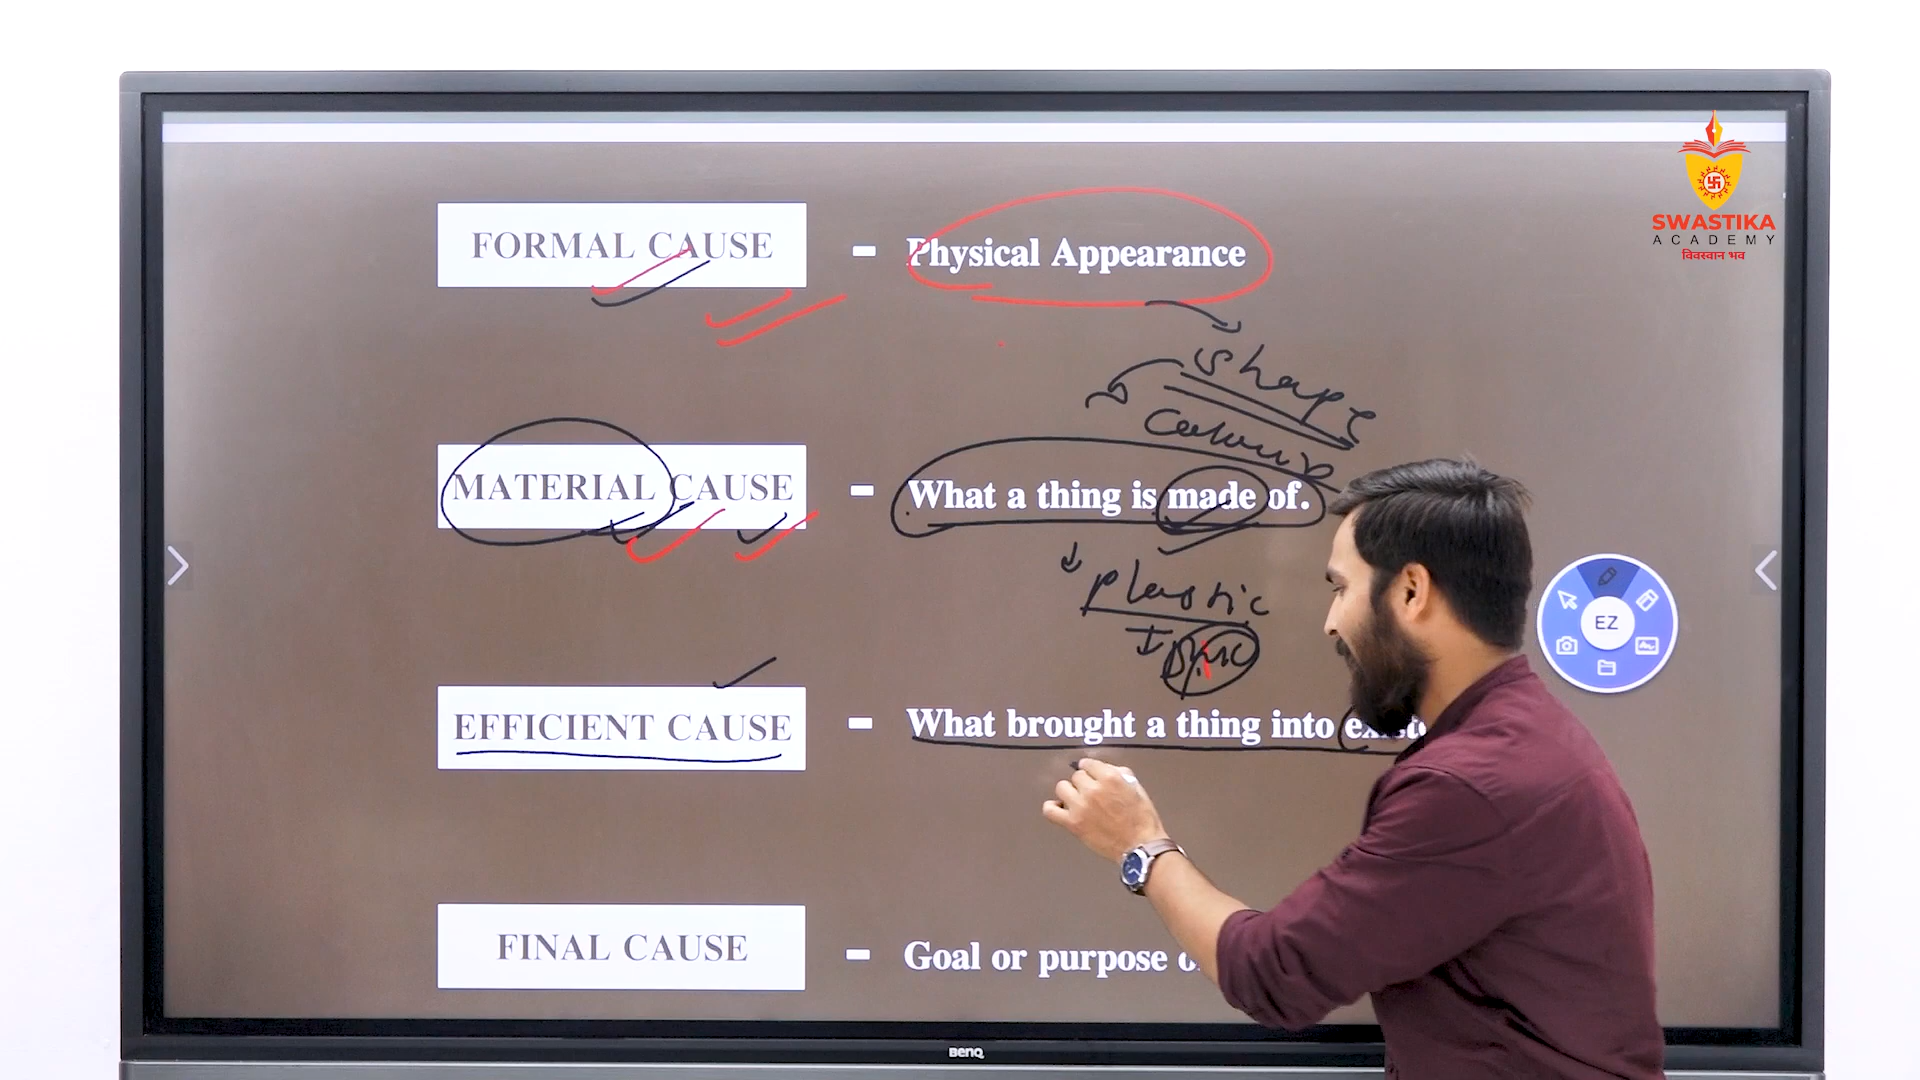 SWASTIKA
ACADEMY
विवस्वान भव
FORMAL CAUSE - Physical Appearance
shape
colour
MATERIAL CAUSE - What a thing is made of.
plastic
EZ
EFFICIENT CAUSE - What brought a thing into
FINAL CAUSE - Goal or purpose
BenQ